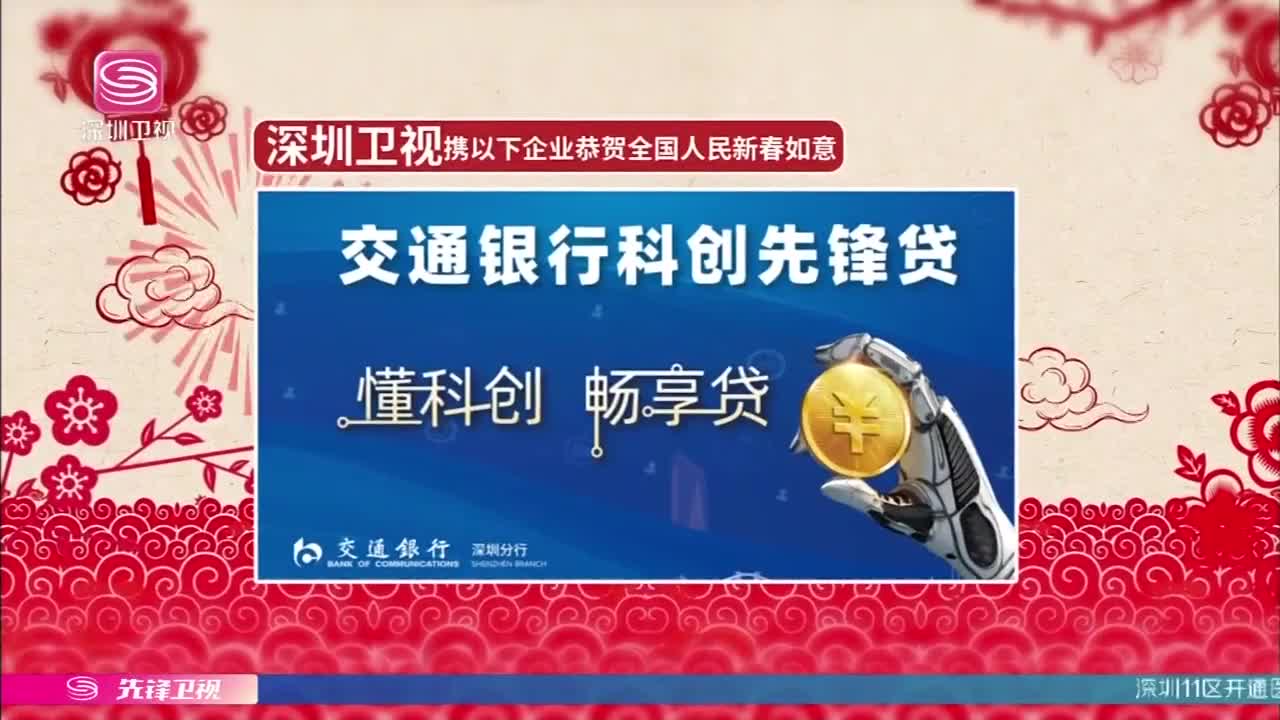 深圳卫视
深圳卫视携以下企业恭贺全国人民新春如意
交通银行科创先锋贷
懂科创 畅享贷
交通銀行 深圳分行
BANK OF COMMUNICATIONS SHENZHEN BRANCH
先锋卫视
深圳11区开通